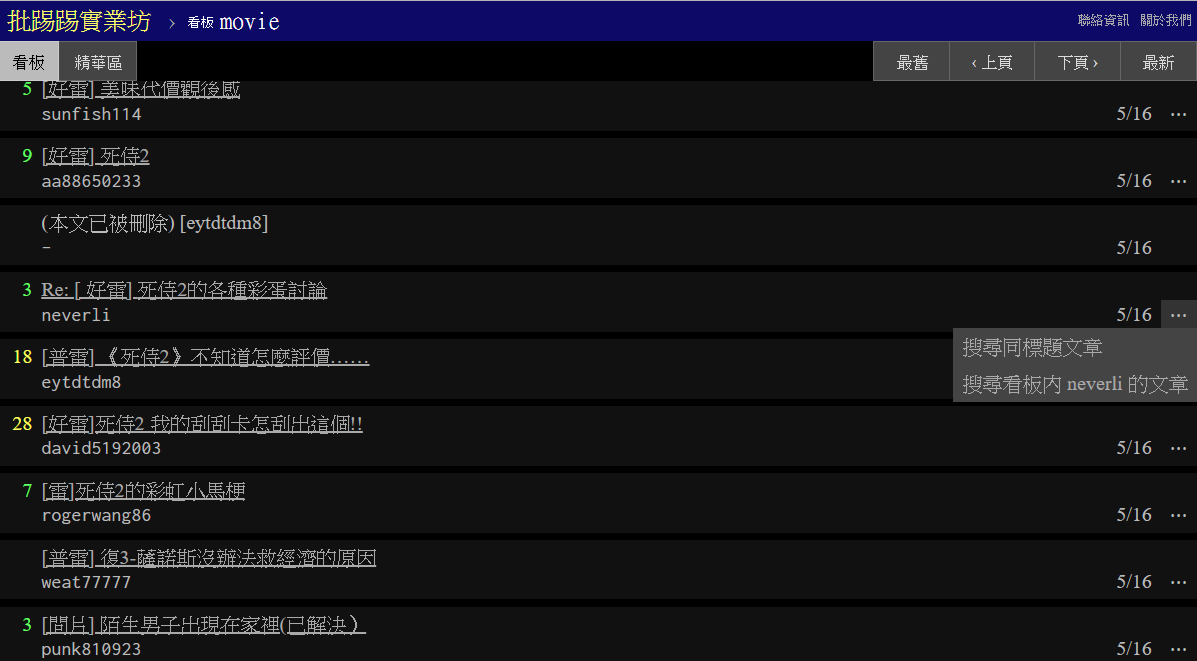 批踢踢實業坊 › 看板 movie 聯絡資訊 關於我們
看板 精華區 最舊 ‹ 上頁 下頁 › 最新
5 [好雷] 美味代價觀後感
sunfish114 5/16 ...
9 [好雷] 死侍2
aa88650233 5/16 ...
(本文已被刪除) [eytdtdm8]
- 5/16
3 Re: [ 好雷] 死侍2的各種彩蛋討論
neverli 5/16 ...
搜尋同標題文章
搜尋看板內 neverli 的文章
18 [普雷] 《死侍2》不知道怎麼評價……
eytdtdm8
28 [好雷]死侍2 我的刮刮卡怎刮出這個!!
david5192003 5/16 ...
7 [雷]死侍2的彩虹小馬梗
rogerwang86 5/16 ...
[普雷] 復3-薩諾斯沒辦法救經濟的原因
weat77777 5/16 ...
3 [問片] 陌生男子出現在家裡(已解決）
punk810923 5/16 ...